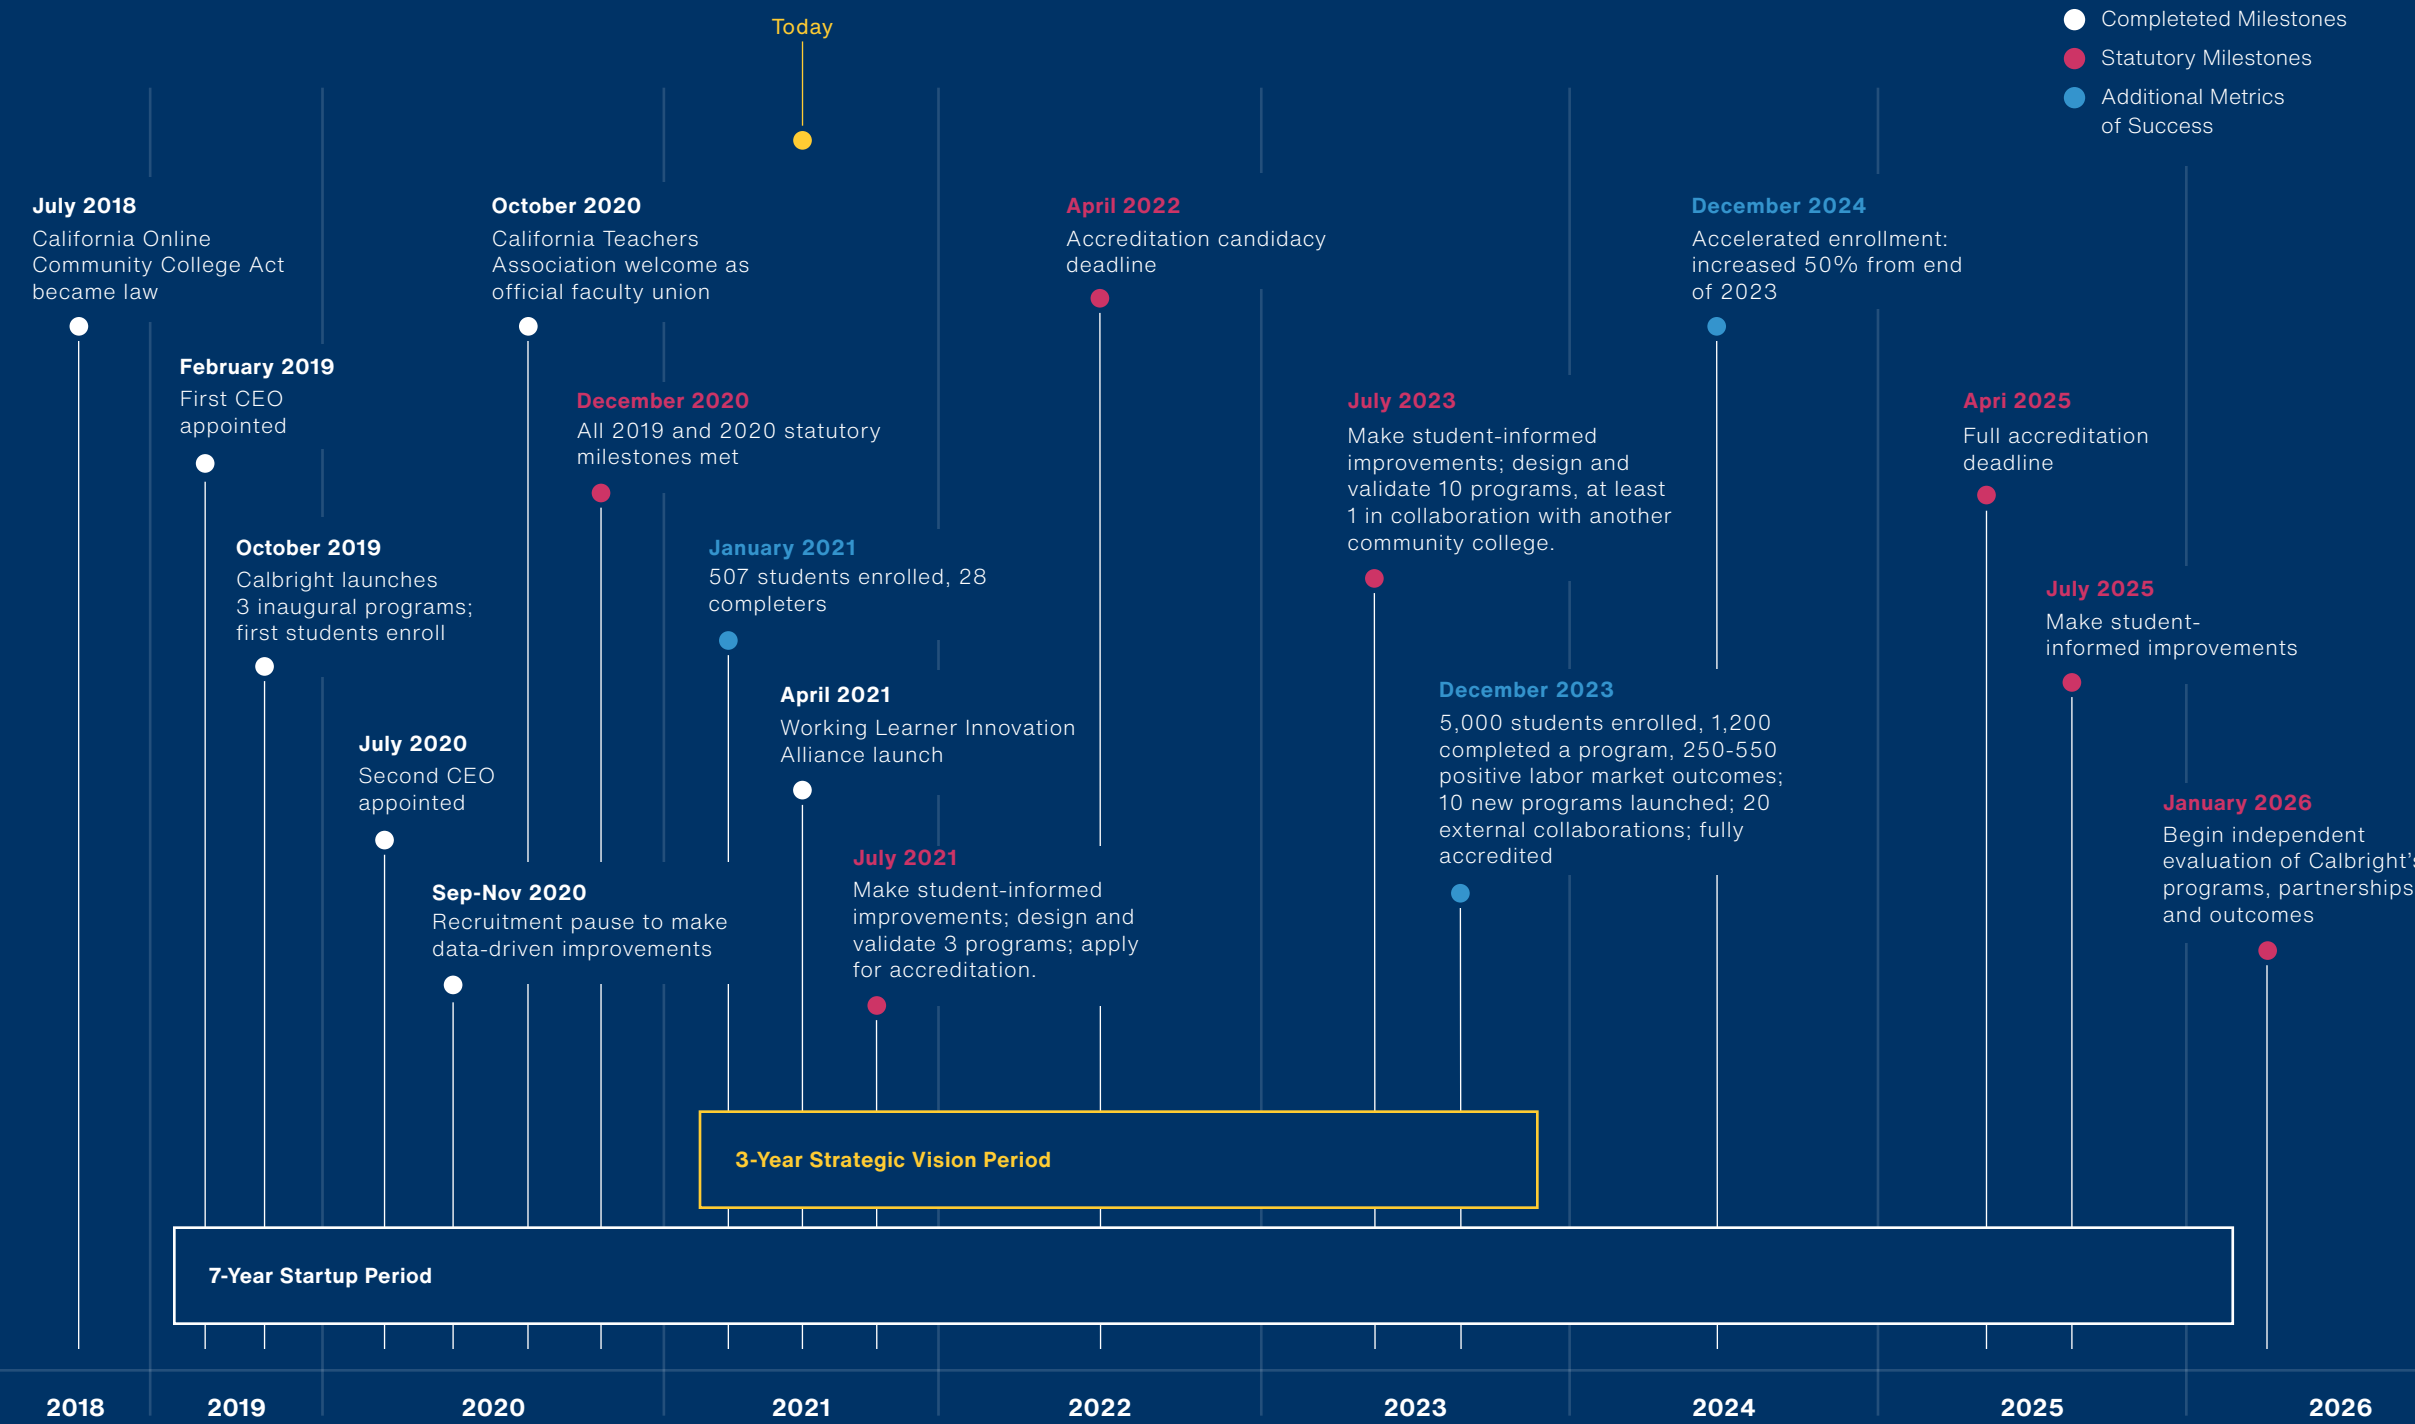 Today
Completeted Milestones
Statutory Milestones
Additional Metrics
of Success
July 2018
California Online
Community College Act
became law
February 2019
First CEO
appointed
October 2019
Calbright launches
3 inaugural programs;
first students enroll
July 2020
Second CEO
appointed
Sep-Nov 2020
Recruitment pause to make
data-driven improvements
October 2020
California Teachers
Association welcome as
official faculty union
December 2020
All 2019 and 2020 statutory
milestones met
January 2021
507 students enrolled, 28
completers
April 2021
Working Learner Innovation
Alliance launch
July 2021
Make student-informed
improvements; design and
validate 3 programs; apply
for accreditation.
April 2022
Accreditation candidacy
deadline
July 2023
Make student-informed
improvements; design and
validate 10 programs, at least
1 in collaboration with another
community college.
December 2023
5,000 students enrolled, 1,200
completed a program, 250-550
positive labor market outcomes;
10 new programs launched; 20
external collaborations; fully
accredited
December 2024
Accelerated enrollment:
increased 50% from end
of 2023
Apri 2025
Full accreditation
deadline
July 2025
Make student-
informed improvements
January 2026
Begin independent
evaluation of Calbright's
programs, partnerships
and outcomes
3-Year Strategic Vision Period
7-Year Startup Period
2018
2019
2020
2021
2022
2023
2024
2025
2026